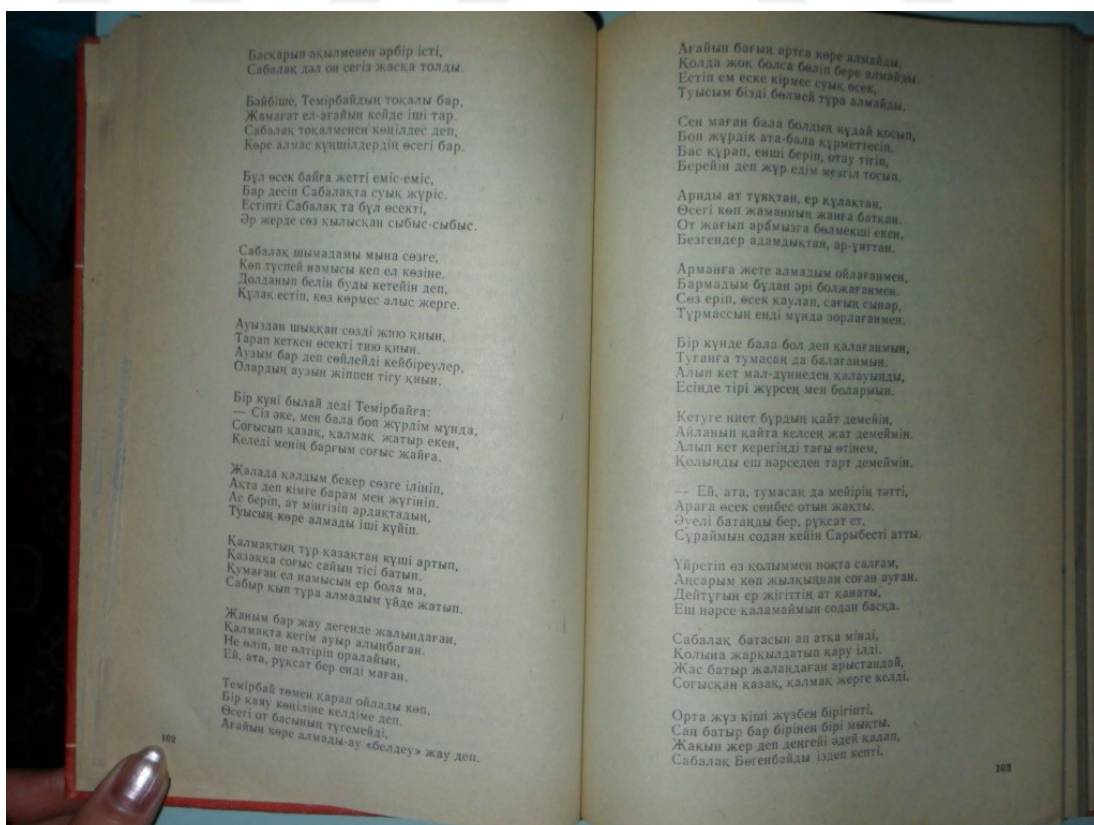 Басқарып ақылменен әрбір істі,
Сабалақ дәл он сегіз жасқа толды.
Бәйбіше, Темірбайдың тоқалы бар,
Жамағат ел-ағайын кейде іші тар.
Сабалақ тоқалменен көңілдес деп,
Көре алмас күншілдердің өсегі бар.
Бұл өсек байға жетті еміс-еміс,
Бар десіп Сабалақта суық жүріс.
Естіпті Сабалақ та бұл өсекті,
Әр жерде сөз қылысқан сыбыс-сыбыс.
Сабалақ шымадамы мына сөзге,
Көп түспей намысы кеп ел көзіне.
Долданып белін буды кетейін деп,
Құлақ естіп, көз көрмес алыс жерге.
Ауыздан шыққан сөзді жию қиын,
Тарап кеткен өсекті тию қиын.
Аузым бар деп сөйлейді кейбіреулер,
Олардың аузын жіппен тігу қиын.
Бір күні былай деді Темірбайға:
— Сіз әке, мен бала боп жүрдім мұнда,
Соғысып қазақ, қалмақ жатыр екен,
Келеді менің барғым соғыс жайға.
Жалада қалдым бекер сөзге ілініп,
Ақта деп кімге барам мен жүгініп.
Ас беріп, ат мінгізіп ардақтадың,
Туысың көре алмады іші күйіп.
Қалмақтың тұр қазақтан күші артып,
Қазаққа соғыс сайын тісі батып.
Қумаған ел намысын ер бола ма,
Сабыр қып тұра алмадым үйде жатып.
Жаным бар жау дегенде жалындаған,
Қалмақта кегім ауыр алынбаған.
Не өліп, не өлтіріп оралайын,
Ей, ата, рұқсат бер енді маған.
Темірбай төмен қарап ойлады көп,
Бір қаяу көңіліне келдіме деп.
Өсегі от басының түгемейді,
Ағайын көре алмады-ау «белдеу» жау деп.
102
Ағайын бағың артса көре алмайды,
Қолда жоқ болса бөліп бере алмайды.
Естіп ем еске кірмес суық өсек,
Туысым бізді бөлмей тұра алмайды.
Сен маған бала болдың құдай қосып,
Боп жүрдік ата-бала құрметтесіп.
Бас құрап, енші беріп, отау тігіп,
Берейін деп жүр едім мезгіл тосып.
Арыды ат тұяқтан, ер құлақтан,
Өсегі көп жаманның жанға батқан.
От жағып арамызға бөлмекші екен,
Безгендер адамдықтан, ар-ұяттан.
Арманға жете алмадым ойлағанмен,
Бармадым бұдан әрі болжағанмен.
Сөз еріп, өсек қаулап, сағың сынар,
Тұрмассың енді мұнда зорлағанмен.
Бір күнде бала бол деп қалағанмын,
Туғанға тумасаң да балағанмын.
Алып кет мал-дүниеден қалауыңды,
Есіңде тірі жүрсең мен болармын.
Кетуге ниет бұрдың қайт демейін,
Айланып қайта келсең жат демеймін.
Алып кет керегіңді тағы өтінем,
Қолыңды еш нәрседен тарт демеймін.
— Ей, ата, тумасаң да мейірің тәтті,
Араға өсек сөнбес отын жақты.
Әуелі батаңды бер, рұқсат ет,
Сұраймын содан кейін Сарыбесті атты.
Үйретіп өз қолыммен ноқта салғам,
Аңсарым көп жылқыңнан соған ауған.
Дейтұғын ер жігіттің ат қанаты,
Еш нәрсе қаламаймын содан басқа.
Сабалақ батасын ап атқа мінді,
Қолына жарқылдатып қару ілді.
Жас батыр жалаңдаған арыстандай,
Соғысқан қазақ, қалмақ жерге келді.
Орта жүз кіші жүзбен бірігіпті,
Саң батыр бар бірінен бірі мықты.
Жақын жер деп деңгейі әдей қалап,
Сабалақ Бөгенбайды іздеп кепті.
103